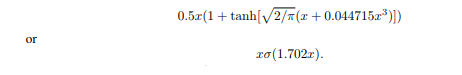 0.5x(1 + tanh[√2/π(x + 0.044715x³)])
or
xσ(1.702x).